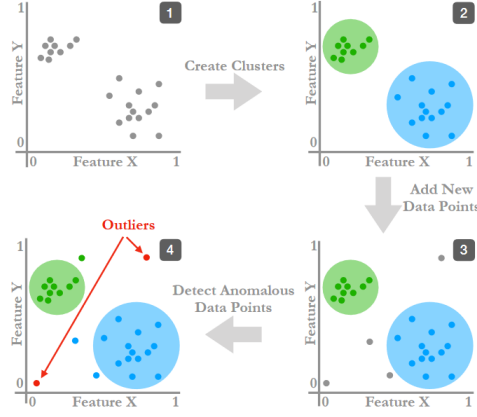 1
1
Feature Y
0
0
Feature X
1
Create Clusters
2
1
Feature Y
0
0
Feature X
1
Add New
Data Points
3
1
Feature Y
0
0
Feature X
1
Detect Anomalous
Data Points
Outliers
4
1
Feature Y
0
0
Feature X
1